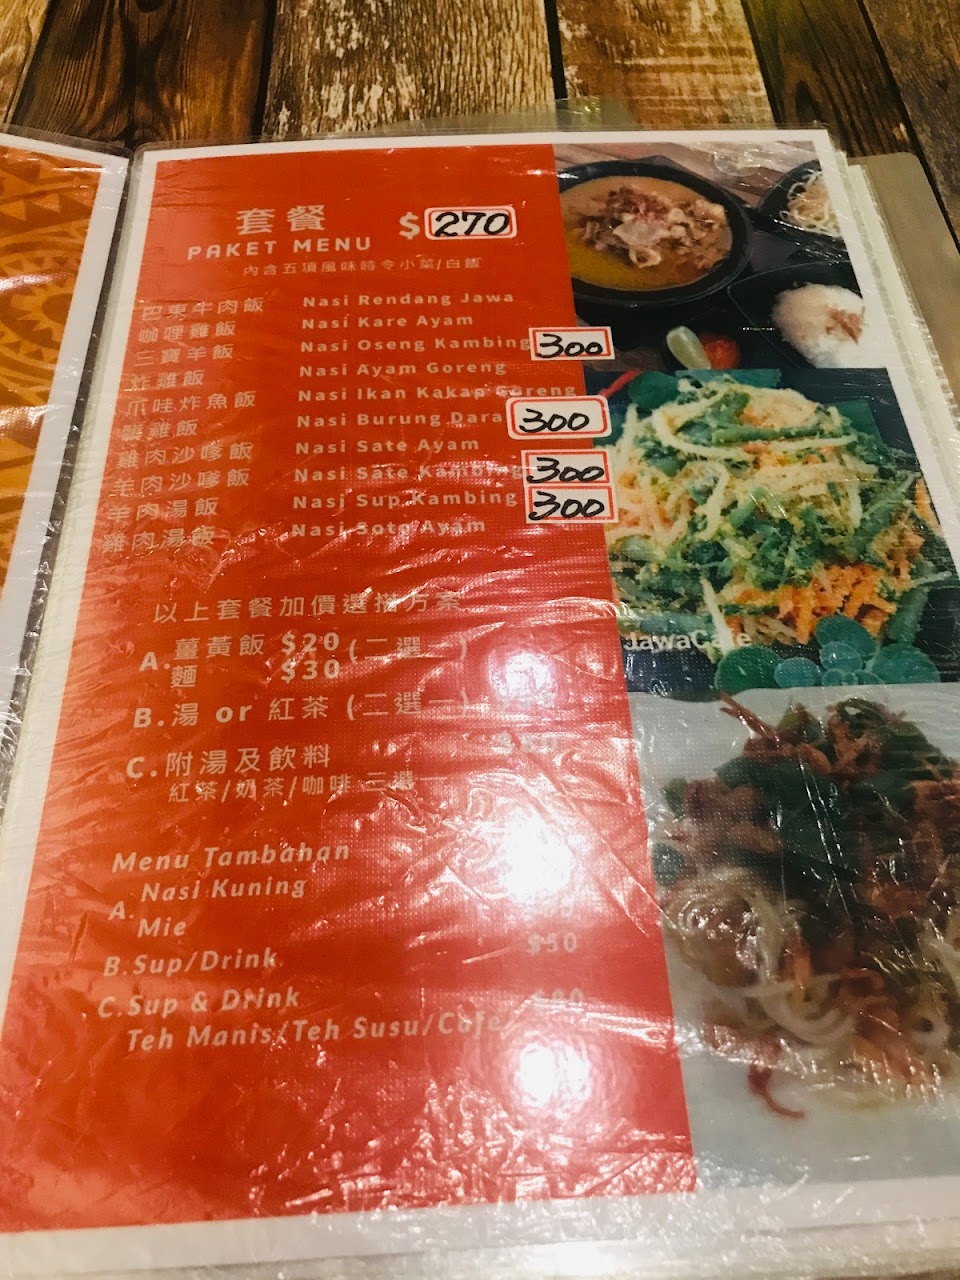 套餐 $ 270
PAKET MENU
內含五項風味時令小菜/白飯
巴東牛肉飯 Nasi Rendang Jawa
咖哩雞飯 Nasi Kare Ayam
三寶羊飯 Nasi Oseng Kambing 300
炸雞飯 Nasi Ayam Goreng
爪哇炸魚飯 Nasi Ikan Kakap Goreng
雞飯 Nasi Burung Dara 300
雞肉沙嗲飯 Nasi Sate Ayam
羊肉沙嗲飯 Nasi Sate Kambing 300
羊肉湯飯 Nasi Sup Kambing 300
雞肉湯飯 Nasi Soto Ayam
以上套餐加價選搭方案
A. 薑黃飯 $20 (二選一)
麵 $30
B. 湯 or 紅茶 (二選一)
C. 附湯及飲料
紅茶/奶茶/咖啡 二選一
Menu Tambahan
A. Nasi Kuning
Mie
B. Sup/Drink $50
C. Sup & Drink
Teh Manis/Teh Susu/Cafe
JawaCafe